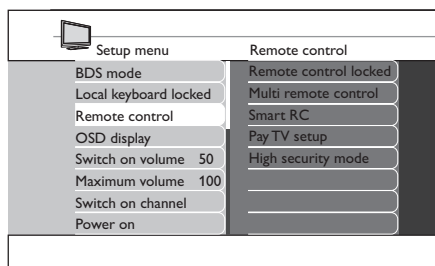 Setup menu
Remote control
BDS mode
Local keyboard locked
Remote control
OSD display
Switch on volume 50
Maximum volume 100
Switch on channel
Power on
Remote control locked
Multi remote control
Smart RC
Pay TV setup
High security mode